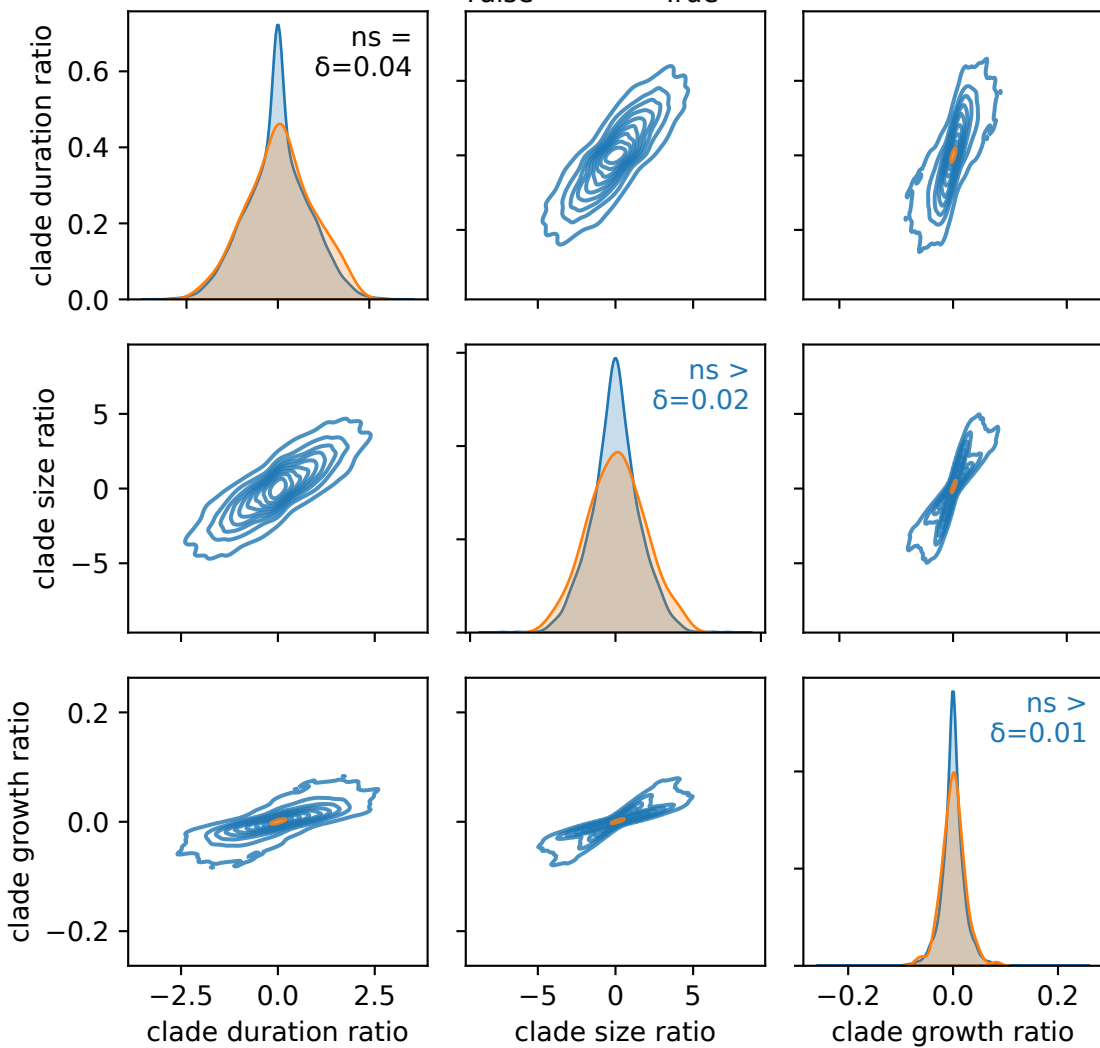 True
clade duration ratio
0.6
0.4
0.2
0.0
ns =
δ=0.04
clade size ratio
5
0
−5
ns >
δ=0.02
clade growth ratio
0.2
0.0
−0.2
ns >
δ=0.01
−2.5 0.0 2.5
−5 0 5
−0.2 0.0 0.2
clade duration ratio
clade size ratio
clade growth ratio